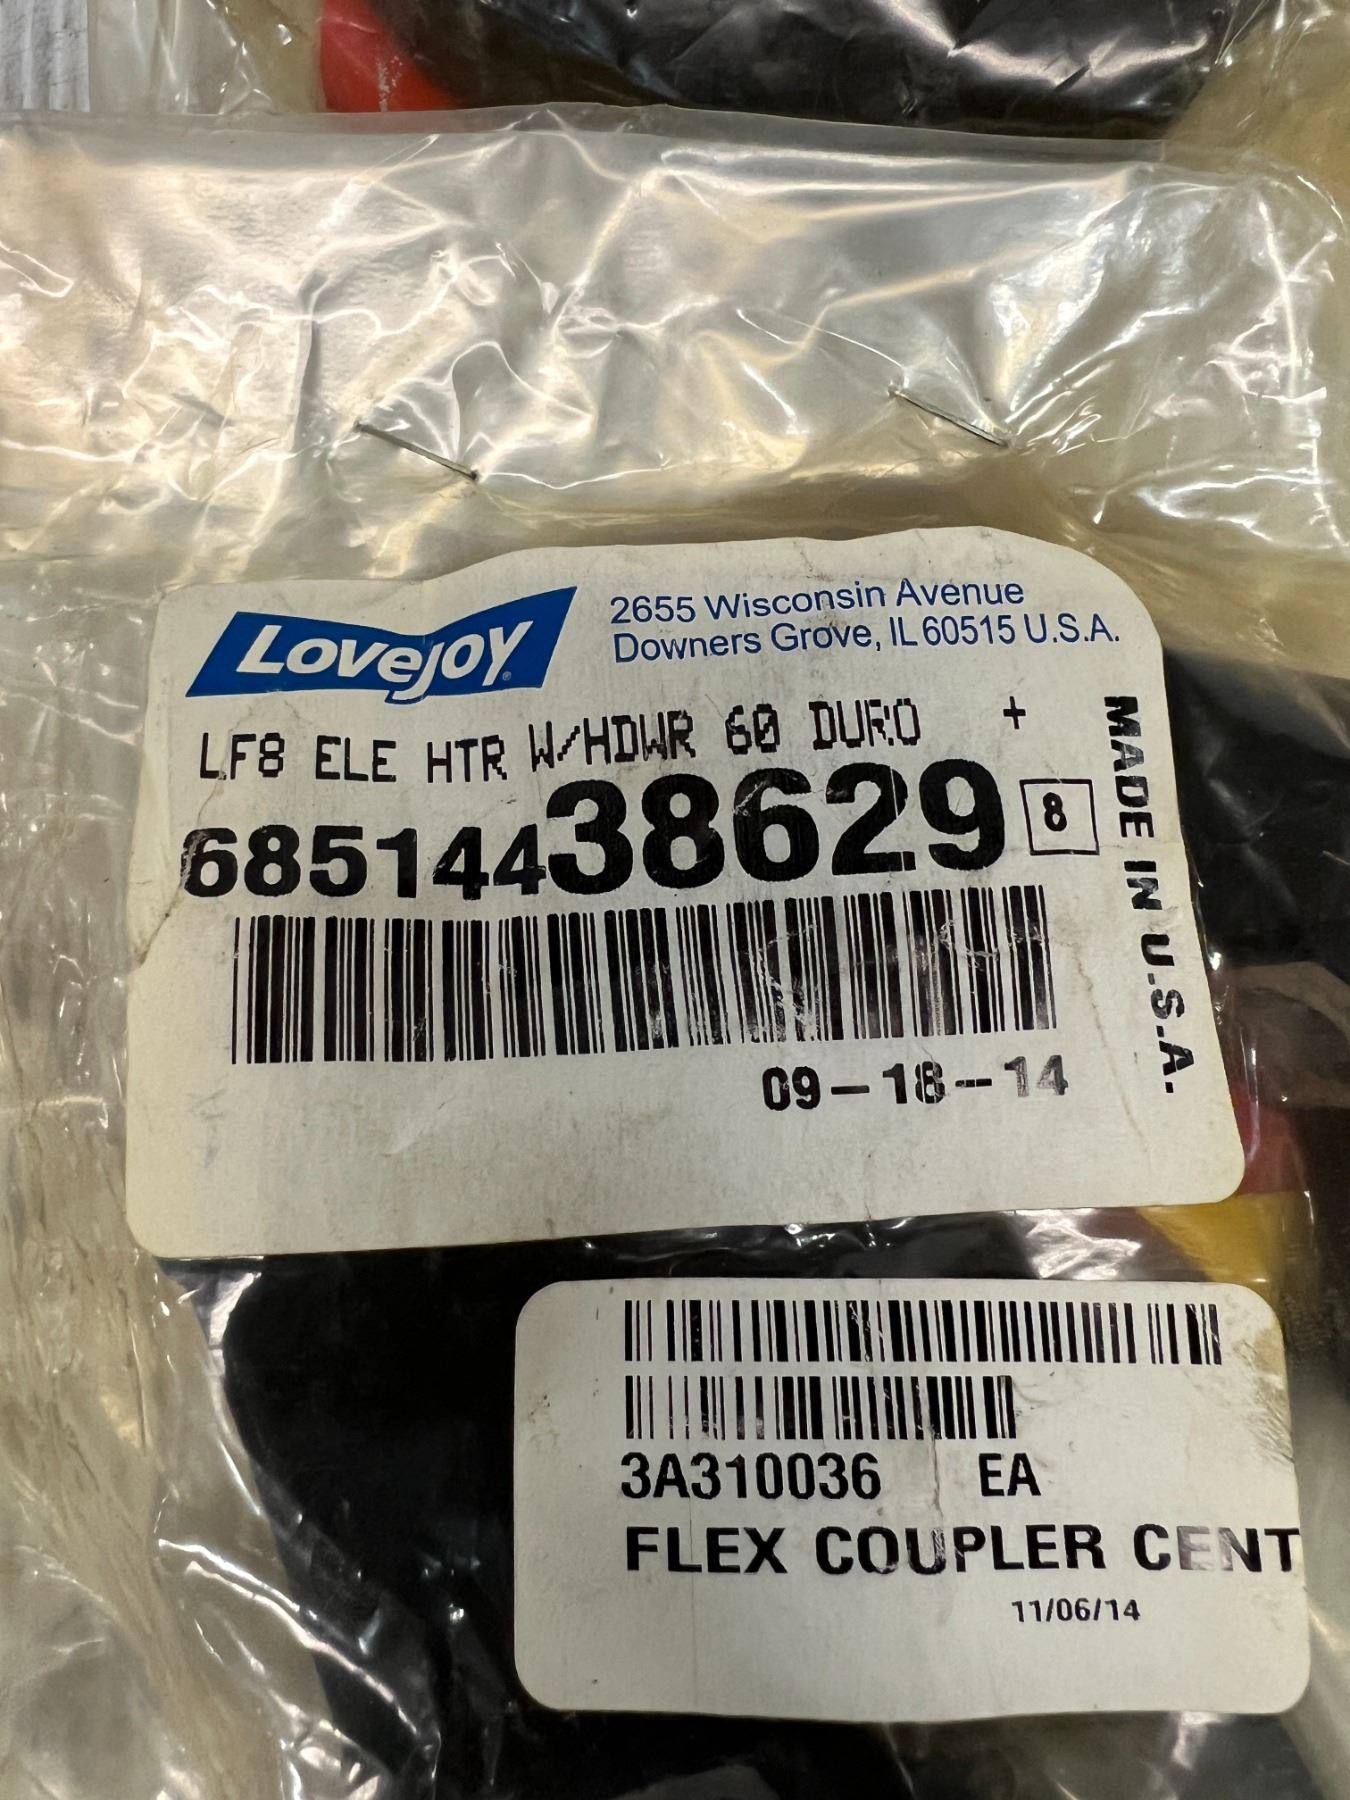 Lovejoy
2655 Wisconsin Avenue
Downers Grove, IL 60515 U.S.A.
LF8 ELE HTR W/HDWR 60 DURO +
68514438629 8
MADE IN U.S.A.
09-18-14
3A310036 EA
FLEX COUPLER CENT
11/06/14